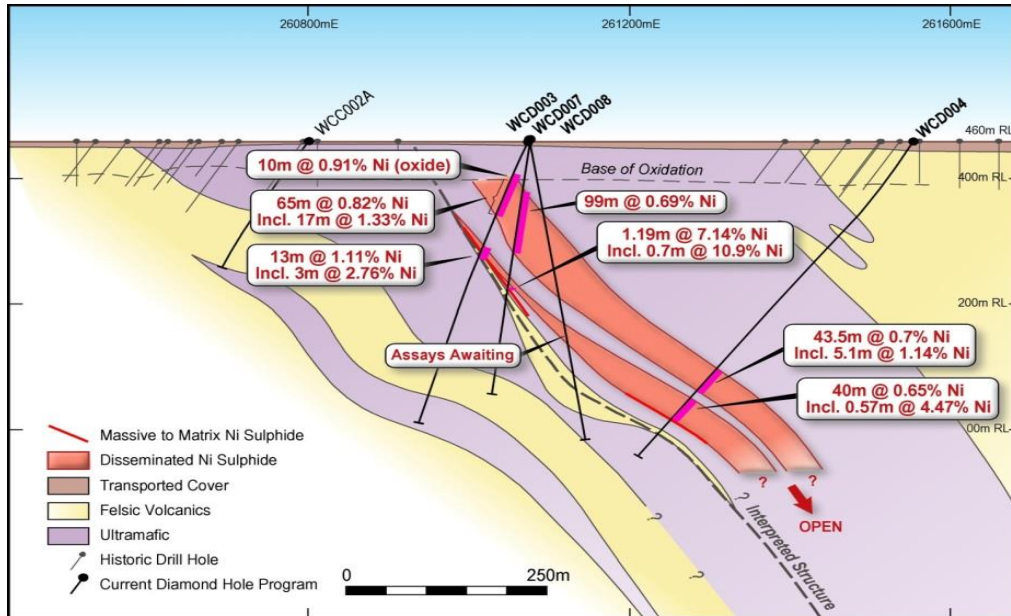 260800mE
261200mE
261600mE
WCC002A
WCD003
WCD007
WCD008
WCD004
460m RL
10m @ 0.91% Ni (oxide)
Base of Oxidation
400m RL
65m @ 0.82% Ni
Incl. 17m @ 1.33% Ni
99m @ 0.69% Ni
13m @ 1.11% Ni
Incl. 3m @ 2.76% Ni
1.19m @ 7.14% Ni
Incl. 0.7m @ 10.9% Ni
200m RL
Assays Awaiting
43.5m @ 0.7% Ni
Incl. 5.1m @ 1.14% Ni
40m @ 0.65% Ni
Incl. 0.57m @ 4.47% Ni
00m RL
Massive to Matrix Ni Sulphide
Disseminated Ni Sulphide
Transported Cover
Felsic Volcanics
Ultramafic
Historic Drill Hole
Current Diamond Hole Program
0
250m
?
?
?
?
?
OPEN
Interpreted Structure